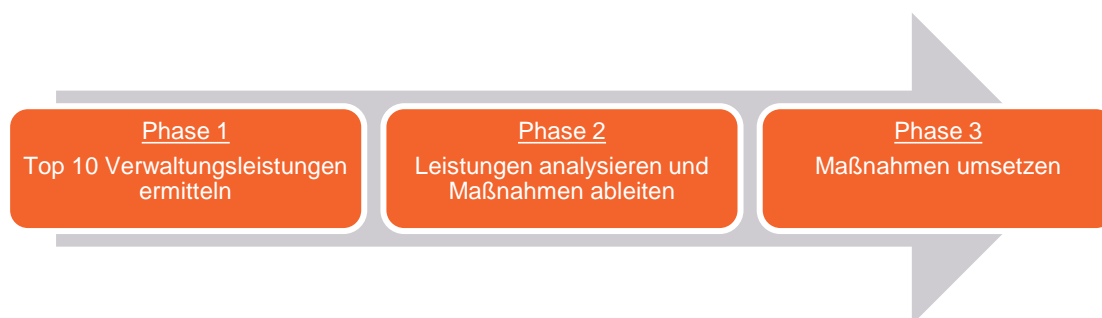 Phase 1
Top 10 Verwaltungsleistungen
ermitteln
Phase 2
Leistungen analysieren und
Maßnahmen ableiten
Phase 3
Maßnahmen umsetzen